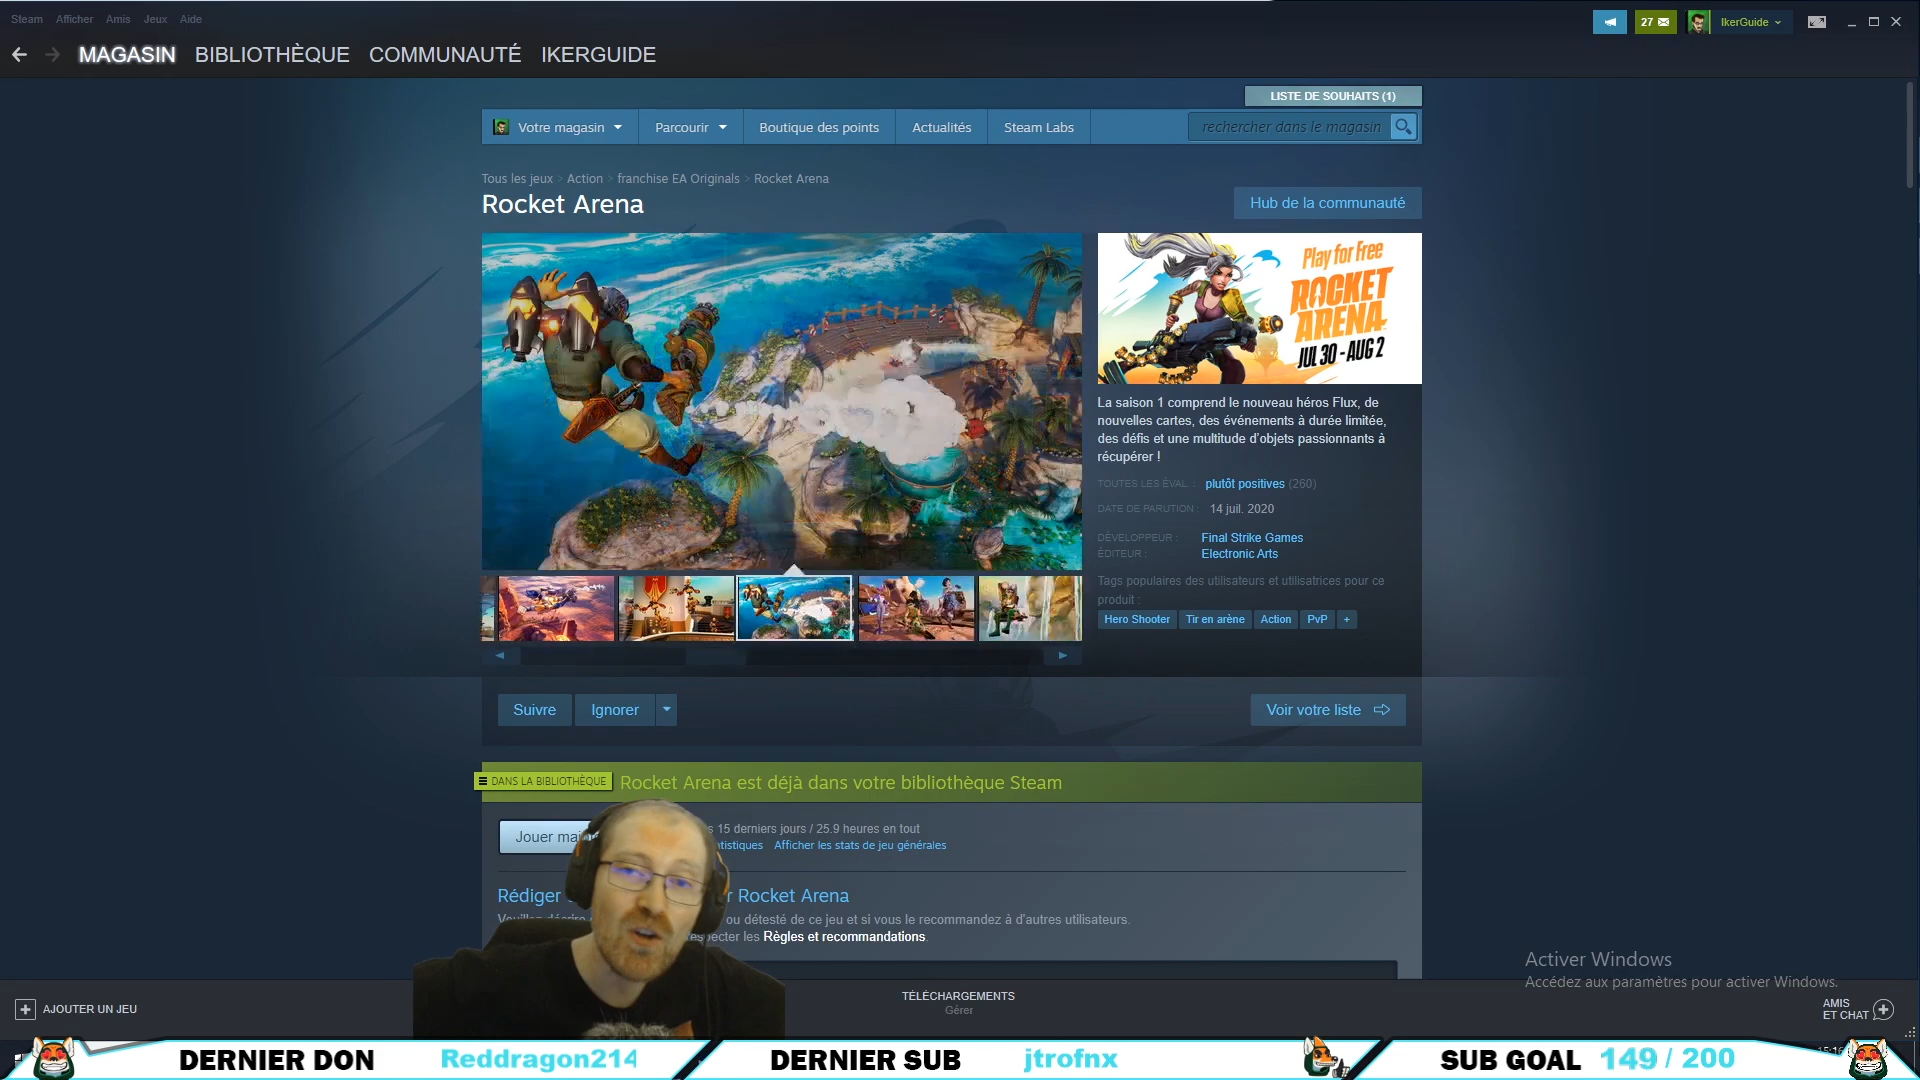 Steam Afficher Amis Jeux Aide
27
IkerGuide
MAGASIN BIBLIOTHÈQUE COMMUNAUTÉ IKERGUIDE
LISTE DE SOUHAITS (1)
Votre magasin Parcourir Boutique des points Actualités Steam Labs rechercher dans le magasin
Tous les jeux > Action > franchise EA Originals > Rocket Arena
Rocket Arena
Hub de la communauté
Play for Free
ROCKET
ARENA
JUL 30 - AUG 2
La saison 1 comprend le nouveau héros Flux, de
nouvelles cartes, des événements à durée limitée,
des défis et une multitude d'objets passionnants à
récupérer !
TOUTES LES ÉVAL. : plutôt positives (260)
DATE DE PARUTION : 14 juil. 2020
DÉVELOPPEUR : Final Strike Games
ÉDITEUR : Electronic Arts
Tags populaires des utilisateurs et utilisatrices pour ce
produit :
Hero Shooter Tir en arène Action PvP +
Suivre Ignorer
Voir votre liste
DANS LA BIBLIOTHÈQUE Rocket Arena est déjà dans votre bibliothèque Steam
Jouer
15 derniers jours / 25.9 heures en tout
Afficher les stats de jeu générales
Rédiger Rocket Arena
ou détesté de ce jeu et si vous le recommandez à d'autres utilisateurs.
les Règles et recommandations.
Activer Windows
Accédez aux paramètres pour activer Windows.
AJOUTER UN JEU
TÉLÉCHARGEMENTS
Gérer
AMIS
ET CHAT
DERNIER DON Reddragon214
DERNIER SUB jtrofnx
SUB GOAL 149 / 200